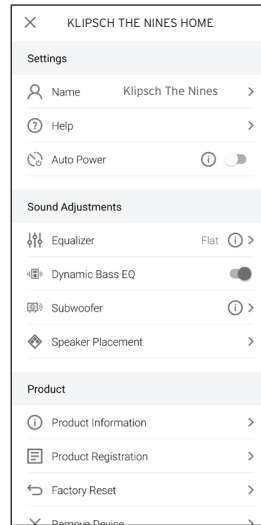 KLIPSCH THE NINES HOME
Settings
Name Klipsch The Nines
Help
Auto Power
Sound Adjustments
Equalizer Flat
Dynamic Bass EQ
Subwoofer
Speaker Placement
Product
Product Information
Product Registration
Factory Reset
Remove Device